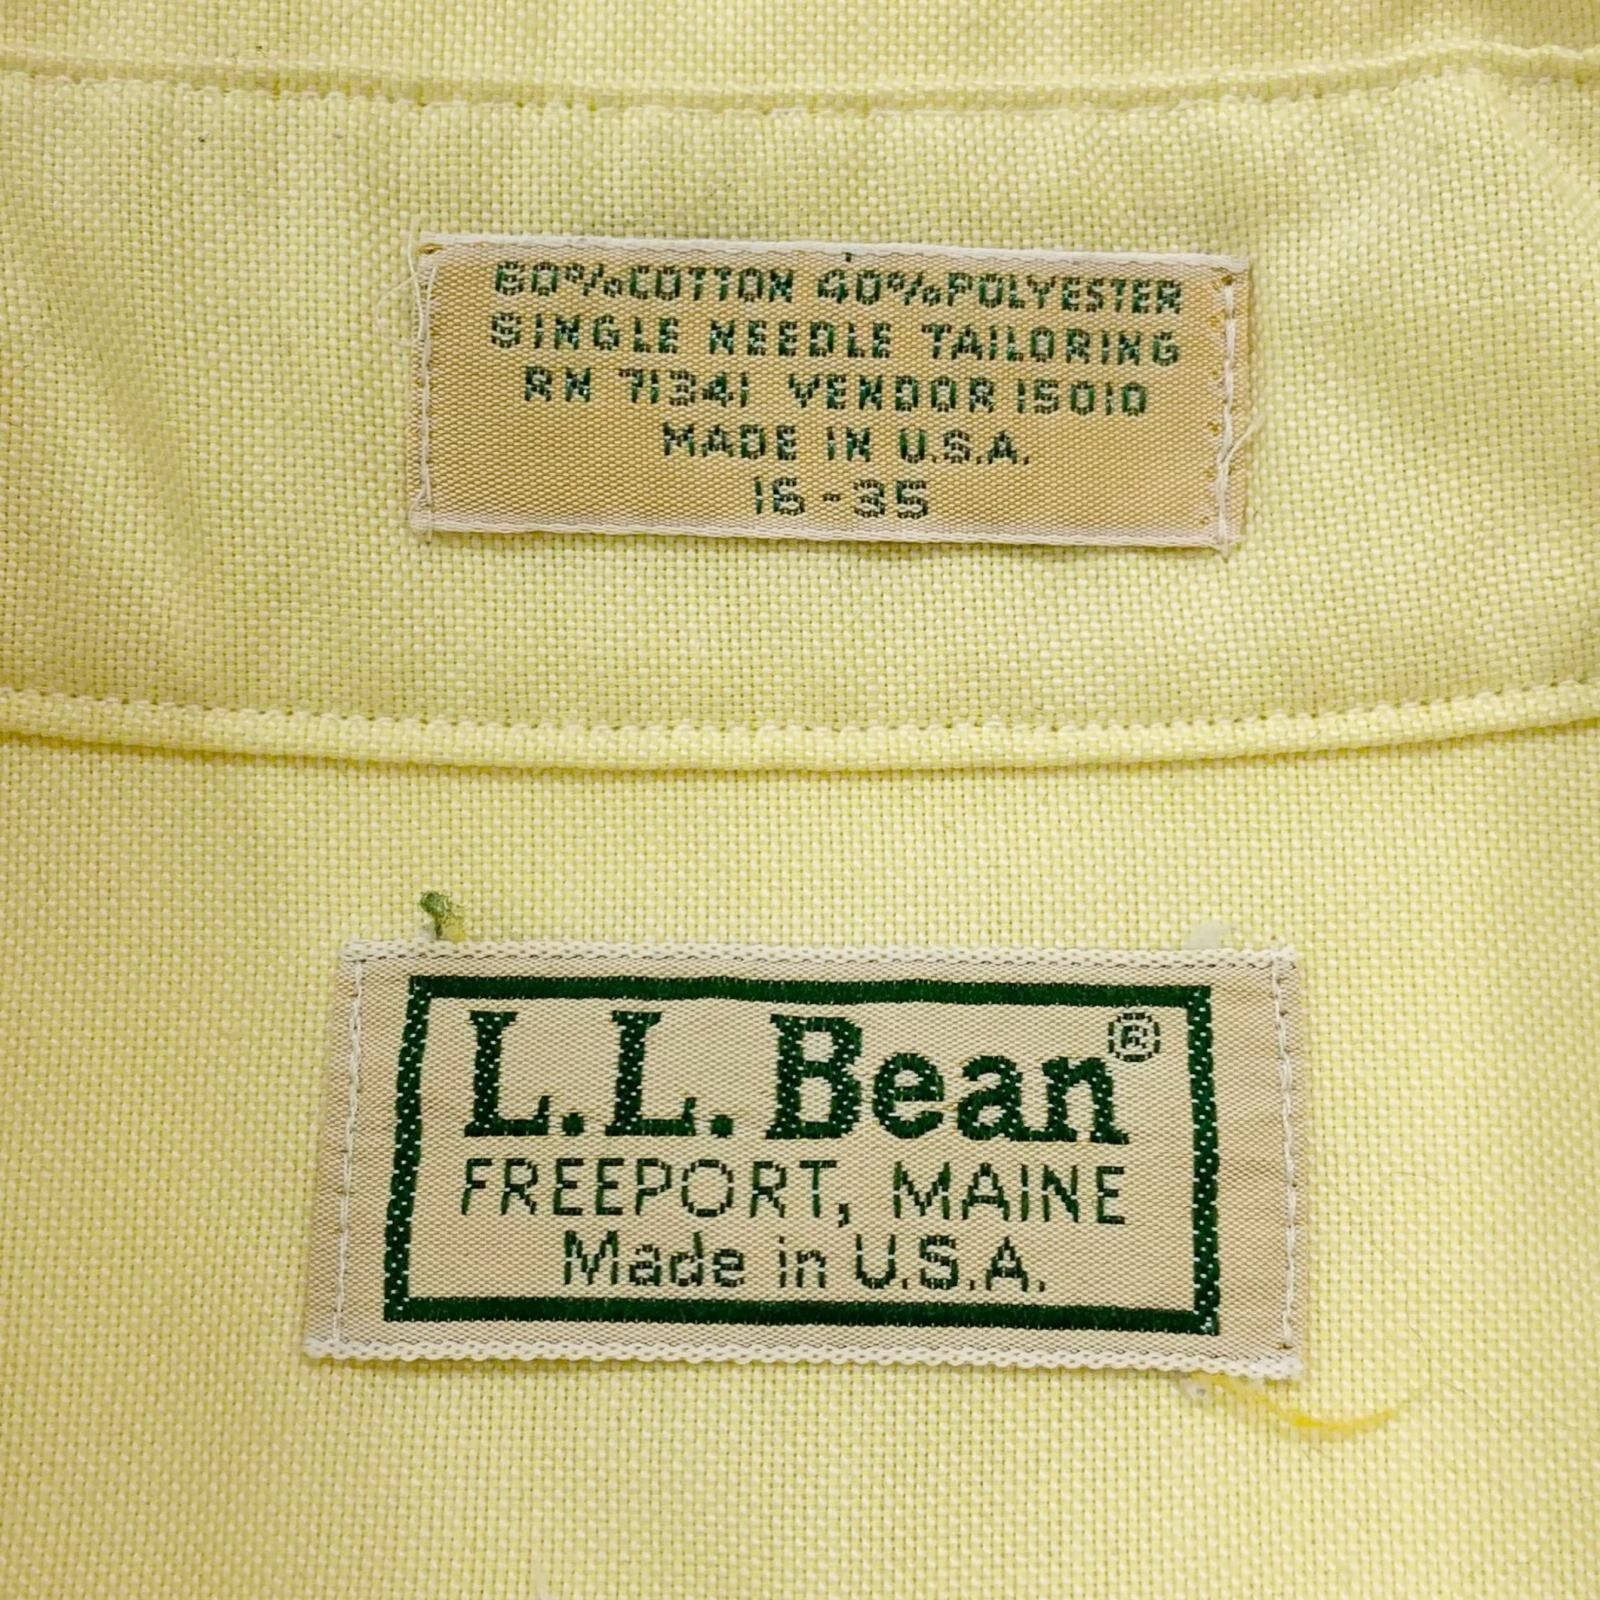 60% COTTON 40% POLYESTER
SINGLE NEEDLE TAILORING
RN 71341 VENDOR 15010
MADE IN U.S.A.
16-35
L.L.Bean®
FREEPORT, MAINE
Made in U.S.A.